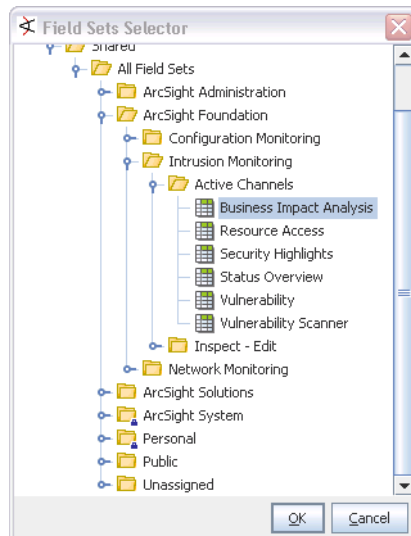 Field Sets Selector
Shared
All Field Sets
ArcSight Administration
ArcSight Foundation
Configuration Monitoring
Intrusion Monitoring
Active Channels
Business Impact Analysis
Resource Access
Security Highlights
Status Overview
Vulnerability
Vulnerability Scanner
Inspect - Edit
Network Monitoring
ArcSight Solutions
ArcSight System
Personal
Public
Unassigned
OK Cancel